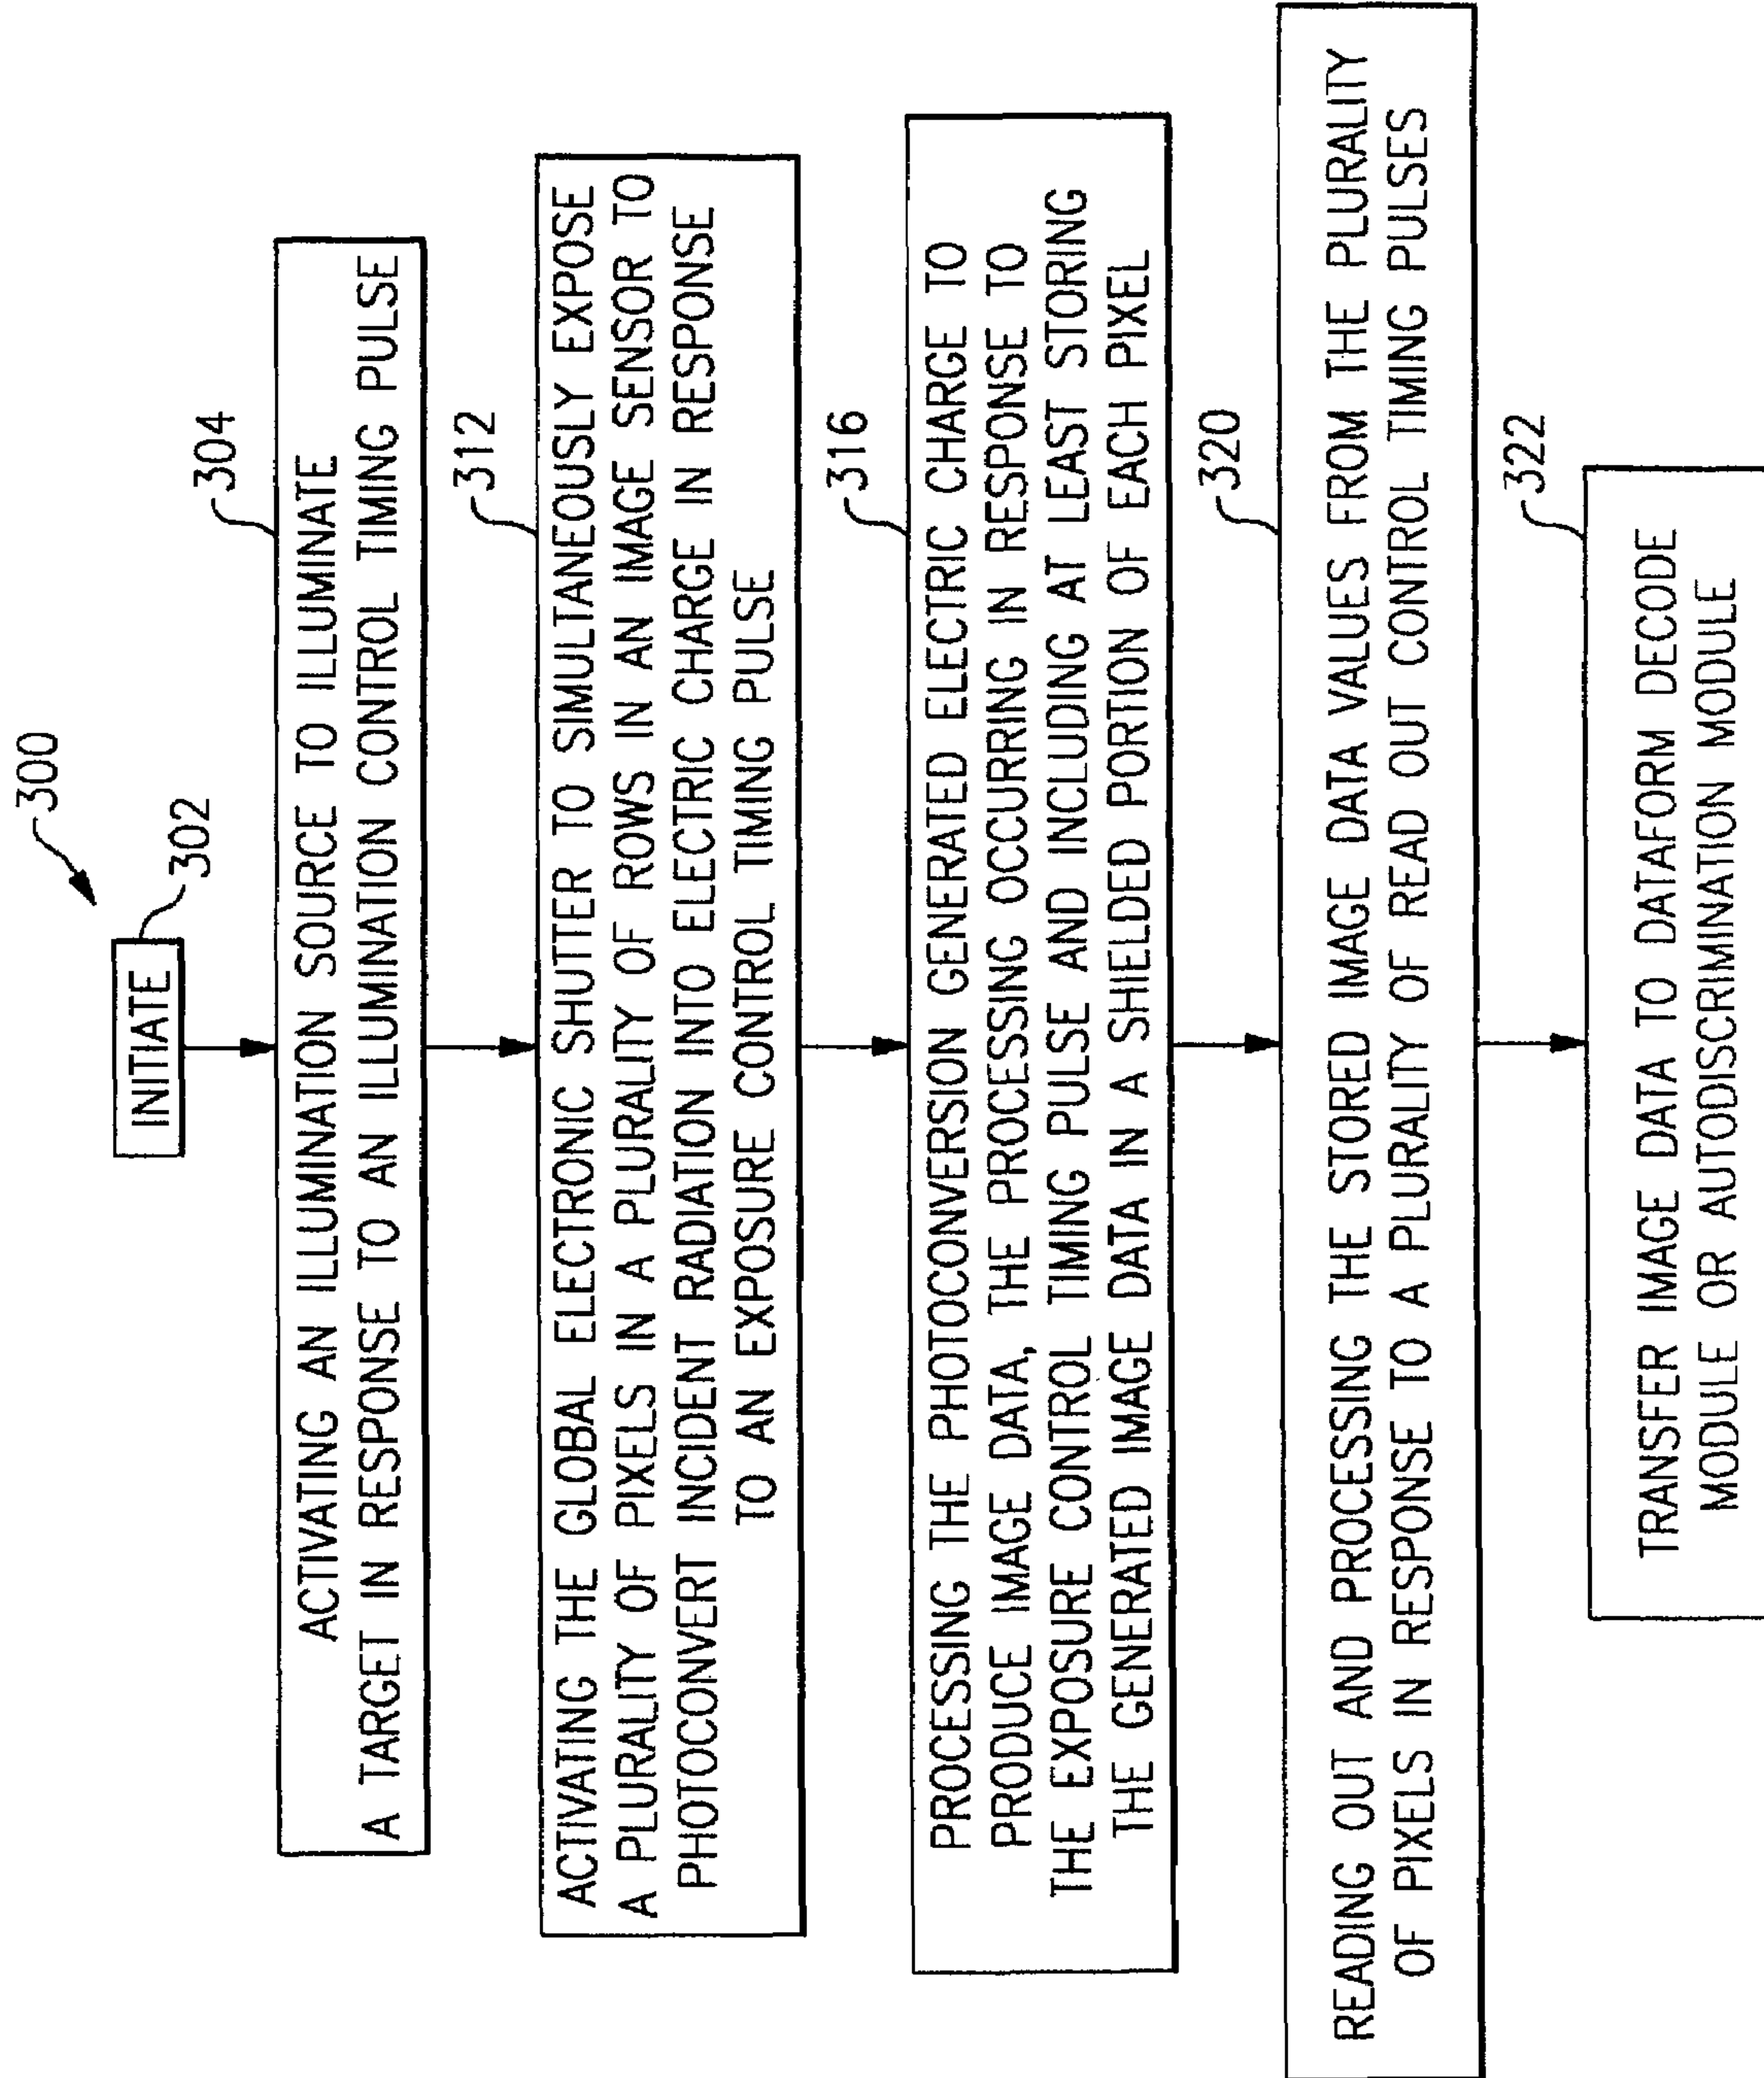 300
INITIATE
302
304
ACTIVATING AN ILLUMINATION SOURCE TO ILLUMINATE
A TARGET IN RESPONSE TO AN ILLUMINATION CONTROL TIMING PULSE
312
ACTIVATING THE GLOBAL ELECTRONIC SHUTTER TO SIMULTANEOUSLY EXPOSE
A PLURALITY OF PIXELS IN A PLURALITY OF ROWS IN AN IMAGE SENSOR TO
PHOTOCONVERT INCIDENT RADIATION INTO ELECTRIC CHARGE IN RESPONSE
TO AN EXPOSURE CONTROL TIMING PULSE
316
PROCESSING THE PHOTOCONVERSION GENERATED ELECTRIC CHARGE TO
PRODUCE IMAGE DATA, THE PROCESSING OCCURRING IN RESPONSE TO
THE EXPOSURE CONTROL TIMING PULSE AND INCLUDING AT LEAST STORING
THE GENERATED IMAGE DATA IN A SHIELDED PORTION OF EACH PIXEL
320
READING OUT AND PROCESSING THE STORED IMAGE DATA VALUES FROM THE PLURALITY
OF PIXELS IN RESPONSE TO A PLURALITY OF READ OUT CONTROL TIMING PULSES
322
TRANSFER IMAGE DATA TO DATAFORM DECODE
MODULE OR AUTODISCRIMINATION MODULE